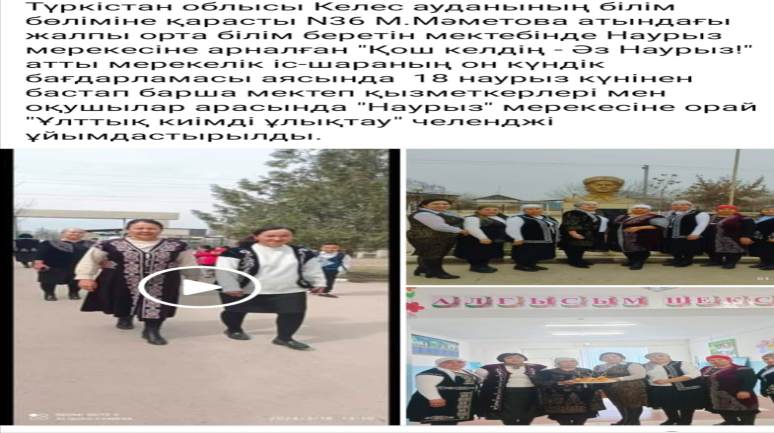 Түркістан облысы Келес ауданының білім
бөліміне қарасты N36 М.Мәметова атындағы
жалпы орта білім беретін мектебінде Наурыз
мерекесіне арналған "Қош келдің - Әз Наурыз!"
атты мерекелік іс-шараның он күндік
бағдарламасы аясында 18 наурыз күнінен
бастап барша мектеп қызметкерлері мен
оқушылар арасында "Наурыз" мерекесіне орай
"Ұлттық киімді ұлықтау" челенджі
ұйымдастырылды.
АЛҒЫСЫМ ШЕКС